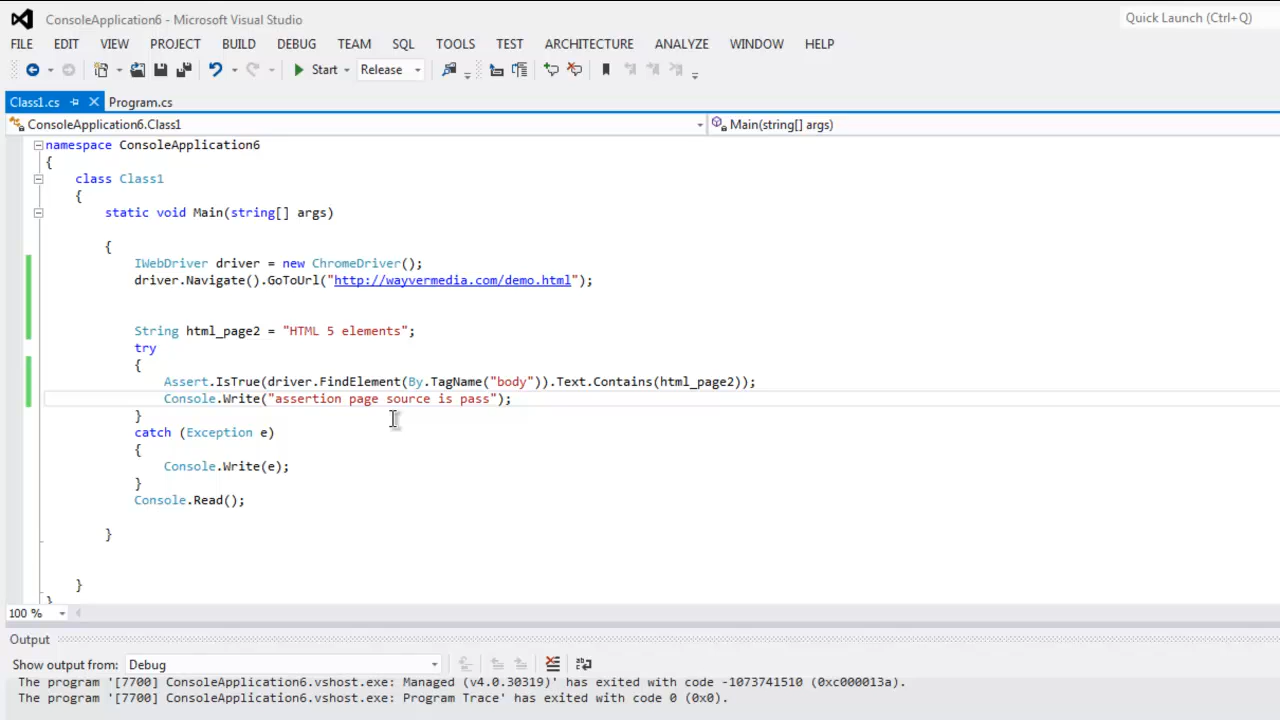 ConsoleApplication6 - Microsoft Visual Studio
Quick Launch (Ctrl+Q)
FILE EDIT VIEW PROJECT BUILD DEBUG TEAM SQL TOOLS TEST ARCHITECTURE ANALYZE WINDOW HELP
Start Release
Class1.cs Program.cs
ConsoleApplication6.Class1 Main(string[] args)
namespace ConsoleApplication6
{
class Class1
{
static void Main(string[] args)
{
IWebDriver driver = new ChromeDriver();
driver.Navigate().GoToUrl("http://wayvermedia.com/demo.html");
String html_page2 = "HTML 5 elements";
try
{
Assert.IsTrue(driver.FindElement(By.TagName("body")).Text.Contains(html_page2));
Console.Write("assertion page source is pass");
}
catch (Exception e)
{
Console.Write(e);
}
Console.Read();
}
}
}
100 %
Output
Show output from: Debug
The program '[7700] ConsoleApplication6.vshost.exe: Managed (v4.0.30319)' has exited with code -1073741510 (0xc000013a).
The program '[7700] ConsoleApplication6.vshost.exe: Program Trace' has exited with code 0 (0x0).